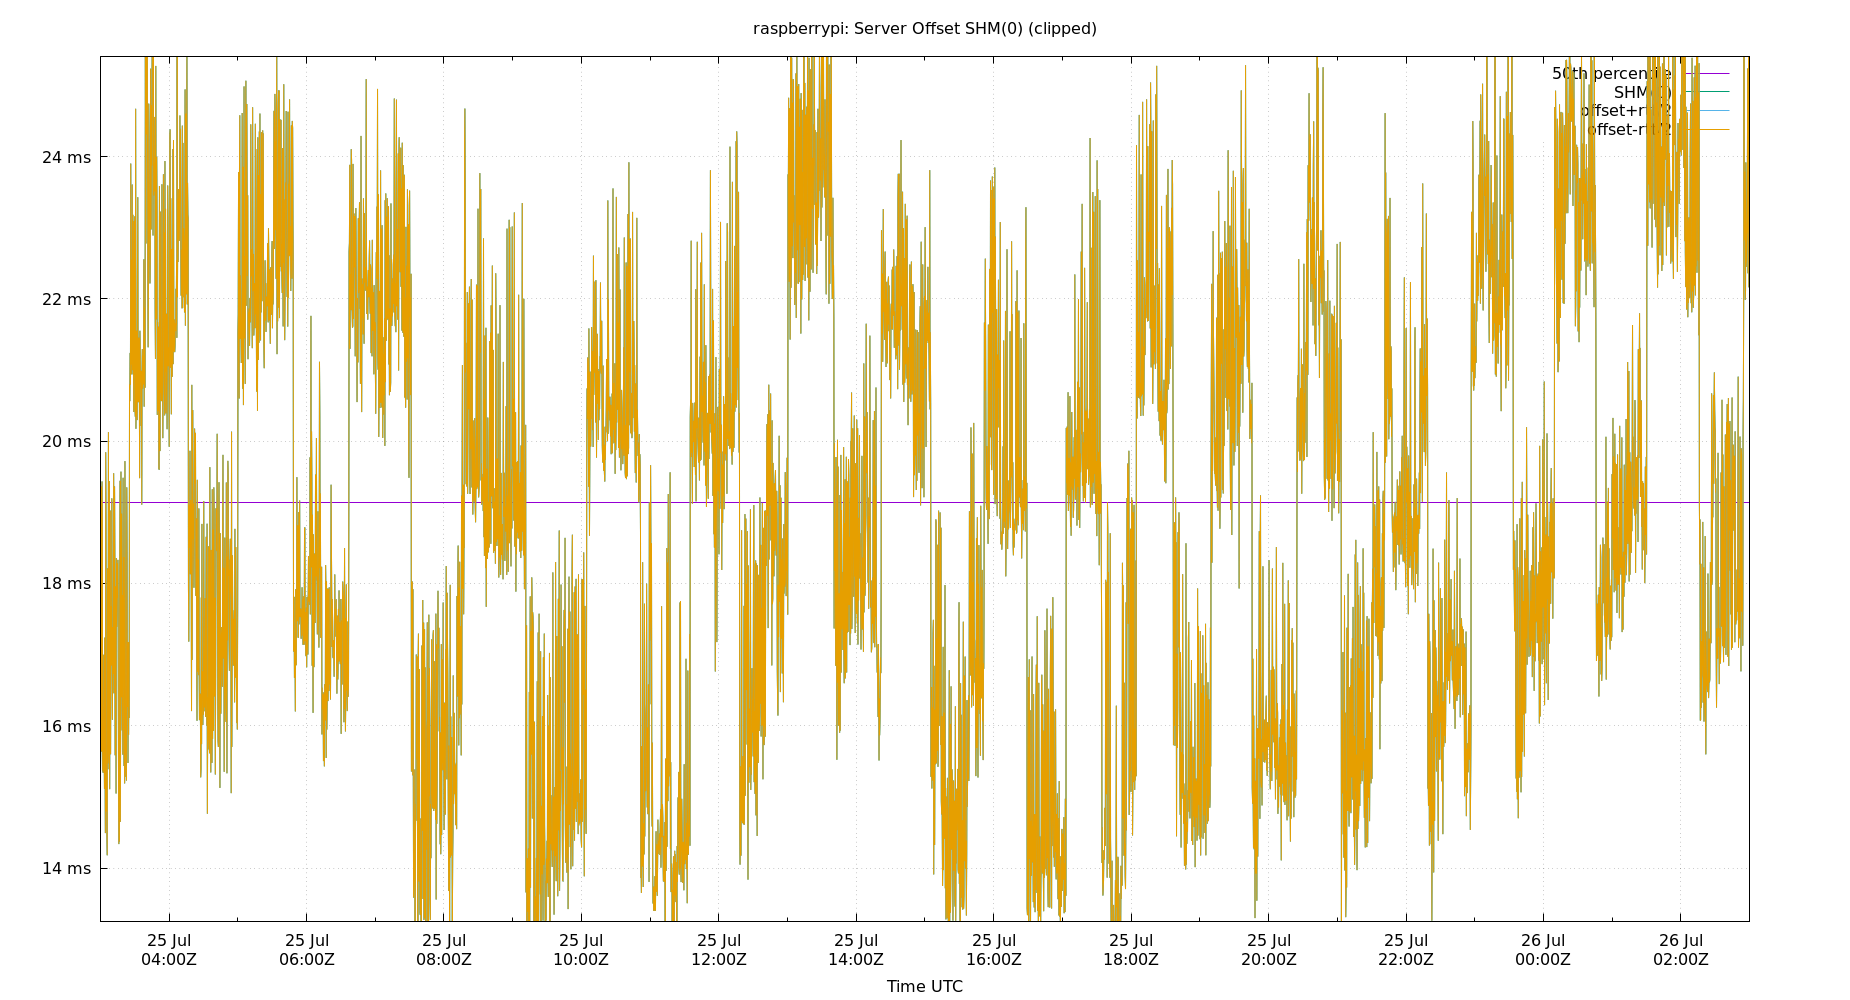 raspberrypi: Server Offset SHM(0) (clipped)
50th percentile
SHM(0)
offset+rtt/2
offset-rtt/2
24 ms
22 ms
20 ms
18 ms
16 ms
14 ms
25 Jul 25 Jul 25 Jul 25 Jul 25 Jul 25 Jul 25 Jul 25 Jul 25 Jul 25 Jul 26 Jul 26 Jul
04:00Z 06:00Z 08:00Z 10:00Z 12:00Z 14:00Z 16:00Z 18:00Z 20:00Z 22:00Z 00:00Z 02:00Z
Time UTC